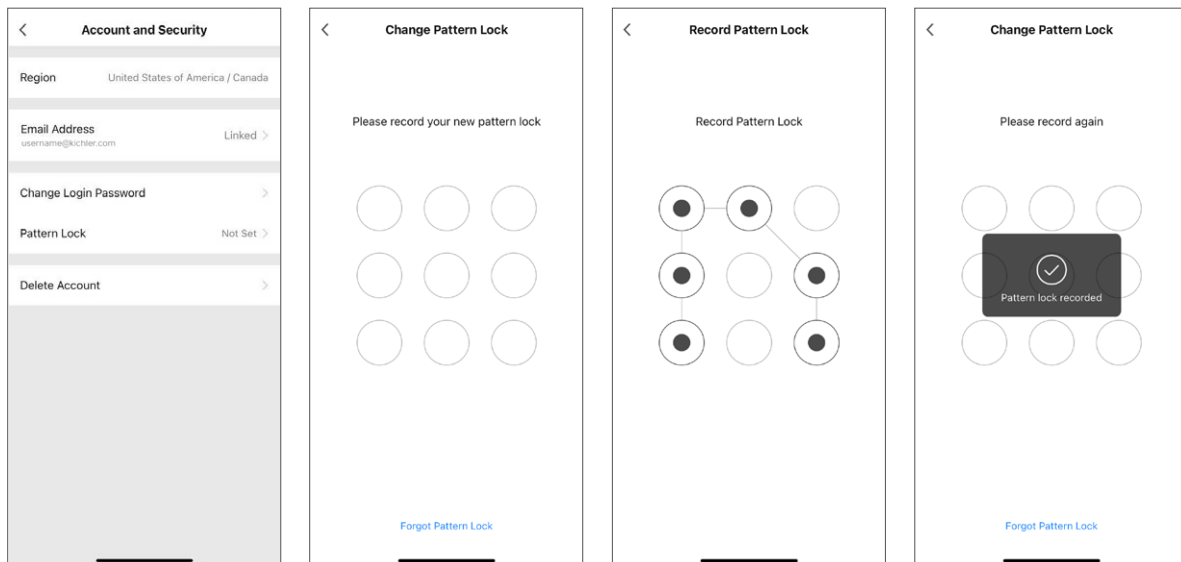 Account and Security
Region United States of America / Canada
Email Address
username@kichler.com
Linked
Change Login Password
Pattern Lock Not Set
Delete Account
Change Pattern Lock
Please record your new pattern lock
Forgot Pattern Lock
Record Pattern Lock
Record Pattern Lock
Change Pattern Lock
Please record again
Pattern lock recorded
Forgot Pattern Lock